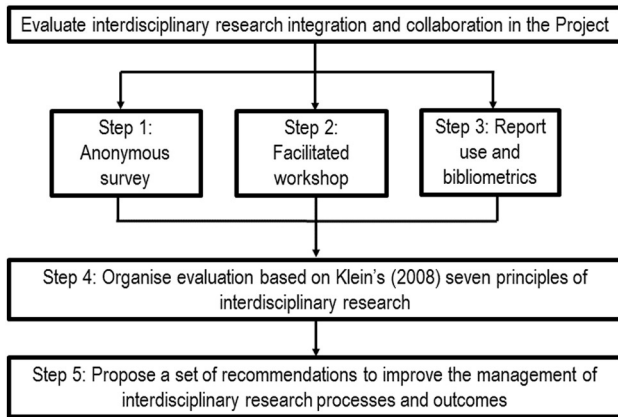 Evaluate interdisciplinary research integration and collaboration in the Project
Step 1:
Anonymous
survey
Step 2:
Facilitated
workshop
Step 3: Report
use and
bibliometrics
Step 4: Organise evaluation based on Klein's (2008) seven principles of
interdisciplinary research
Step 5: Propose a set of recommendations to improve the management of
interdisciplinary research processes and outcomes